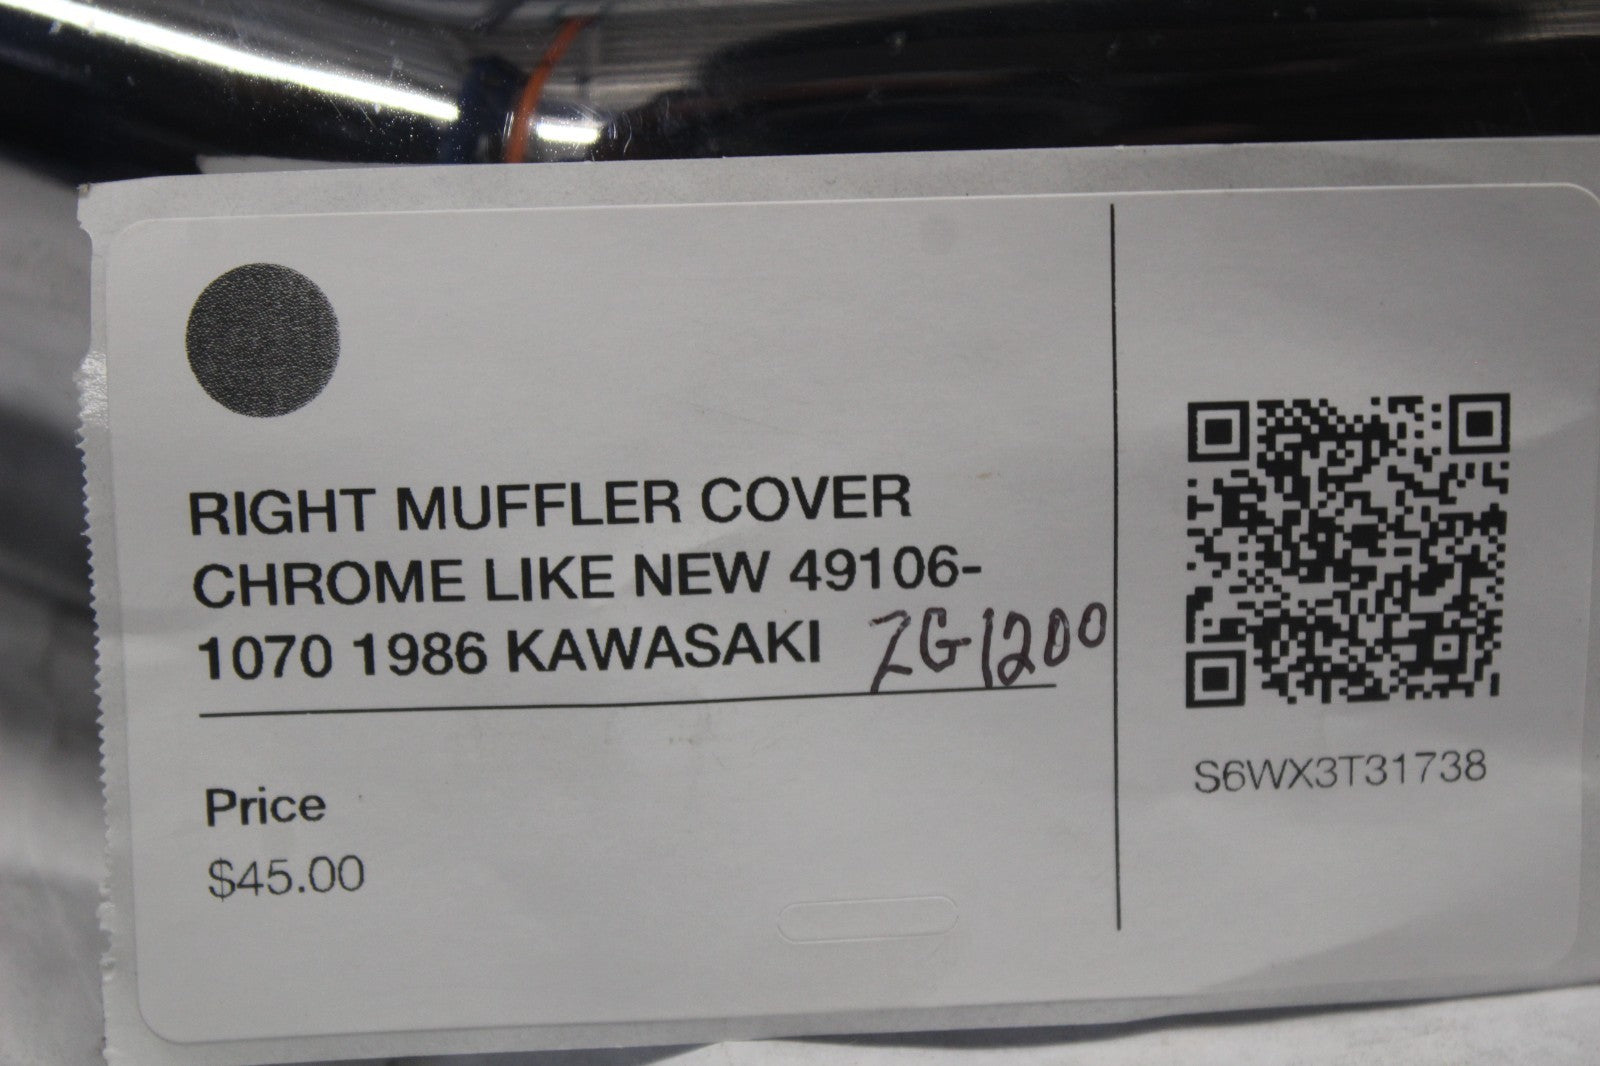 RIGHT MUFFLER COVER
CHROME LIKE NEW 49106-
1070 1986 KAWASAKI ZG1200
Price
$45.00
S6WX3T31738